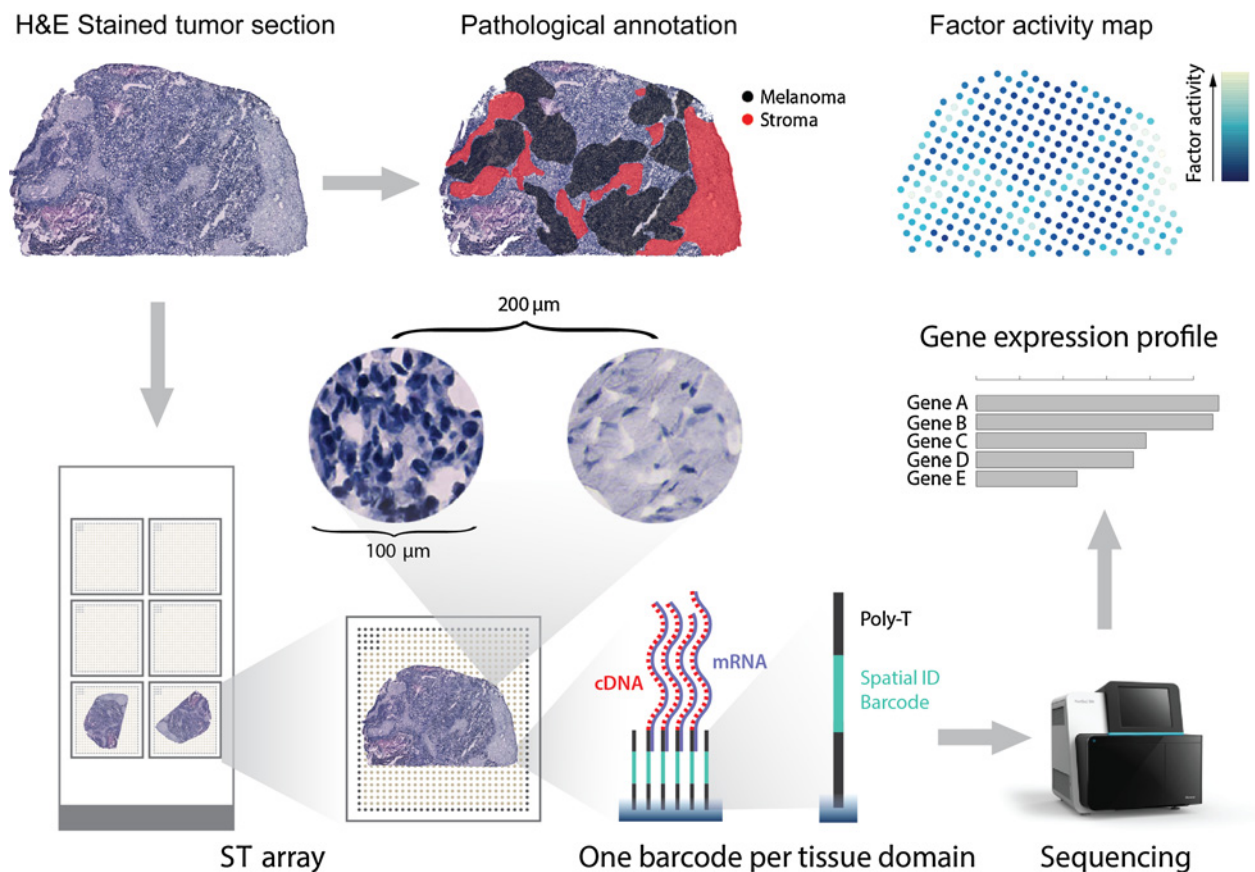 H&E Stained tumor section
Pathological annotation
Factor activity map
Melanoma
Stroma
Factor activity
200 µm
100 µm
Gene expression profile
Gene A
Gene B
Gene C
Gene D
Gene E
cDNA
mRNA
Poly-T
Spatial ID
Barcode
ST array
One barcode per tissue domain
Sequencing